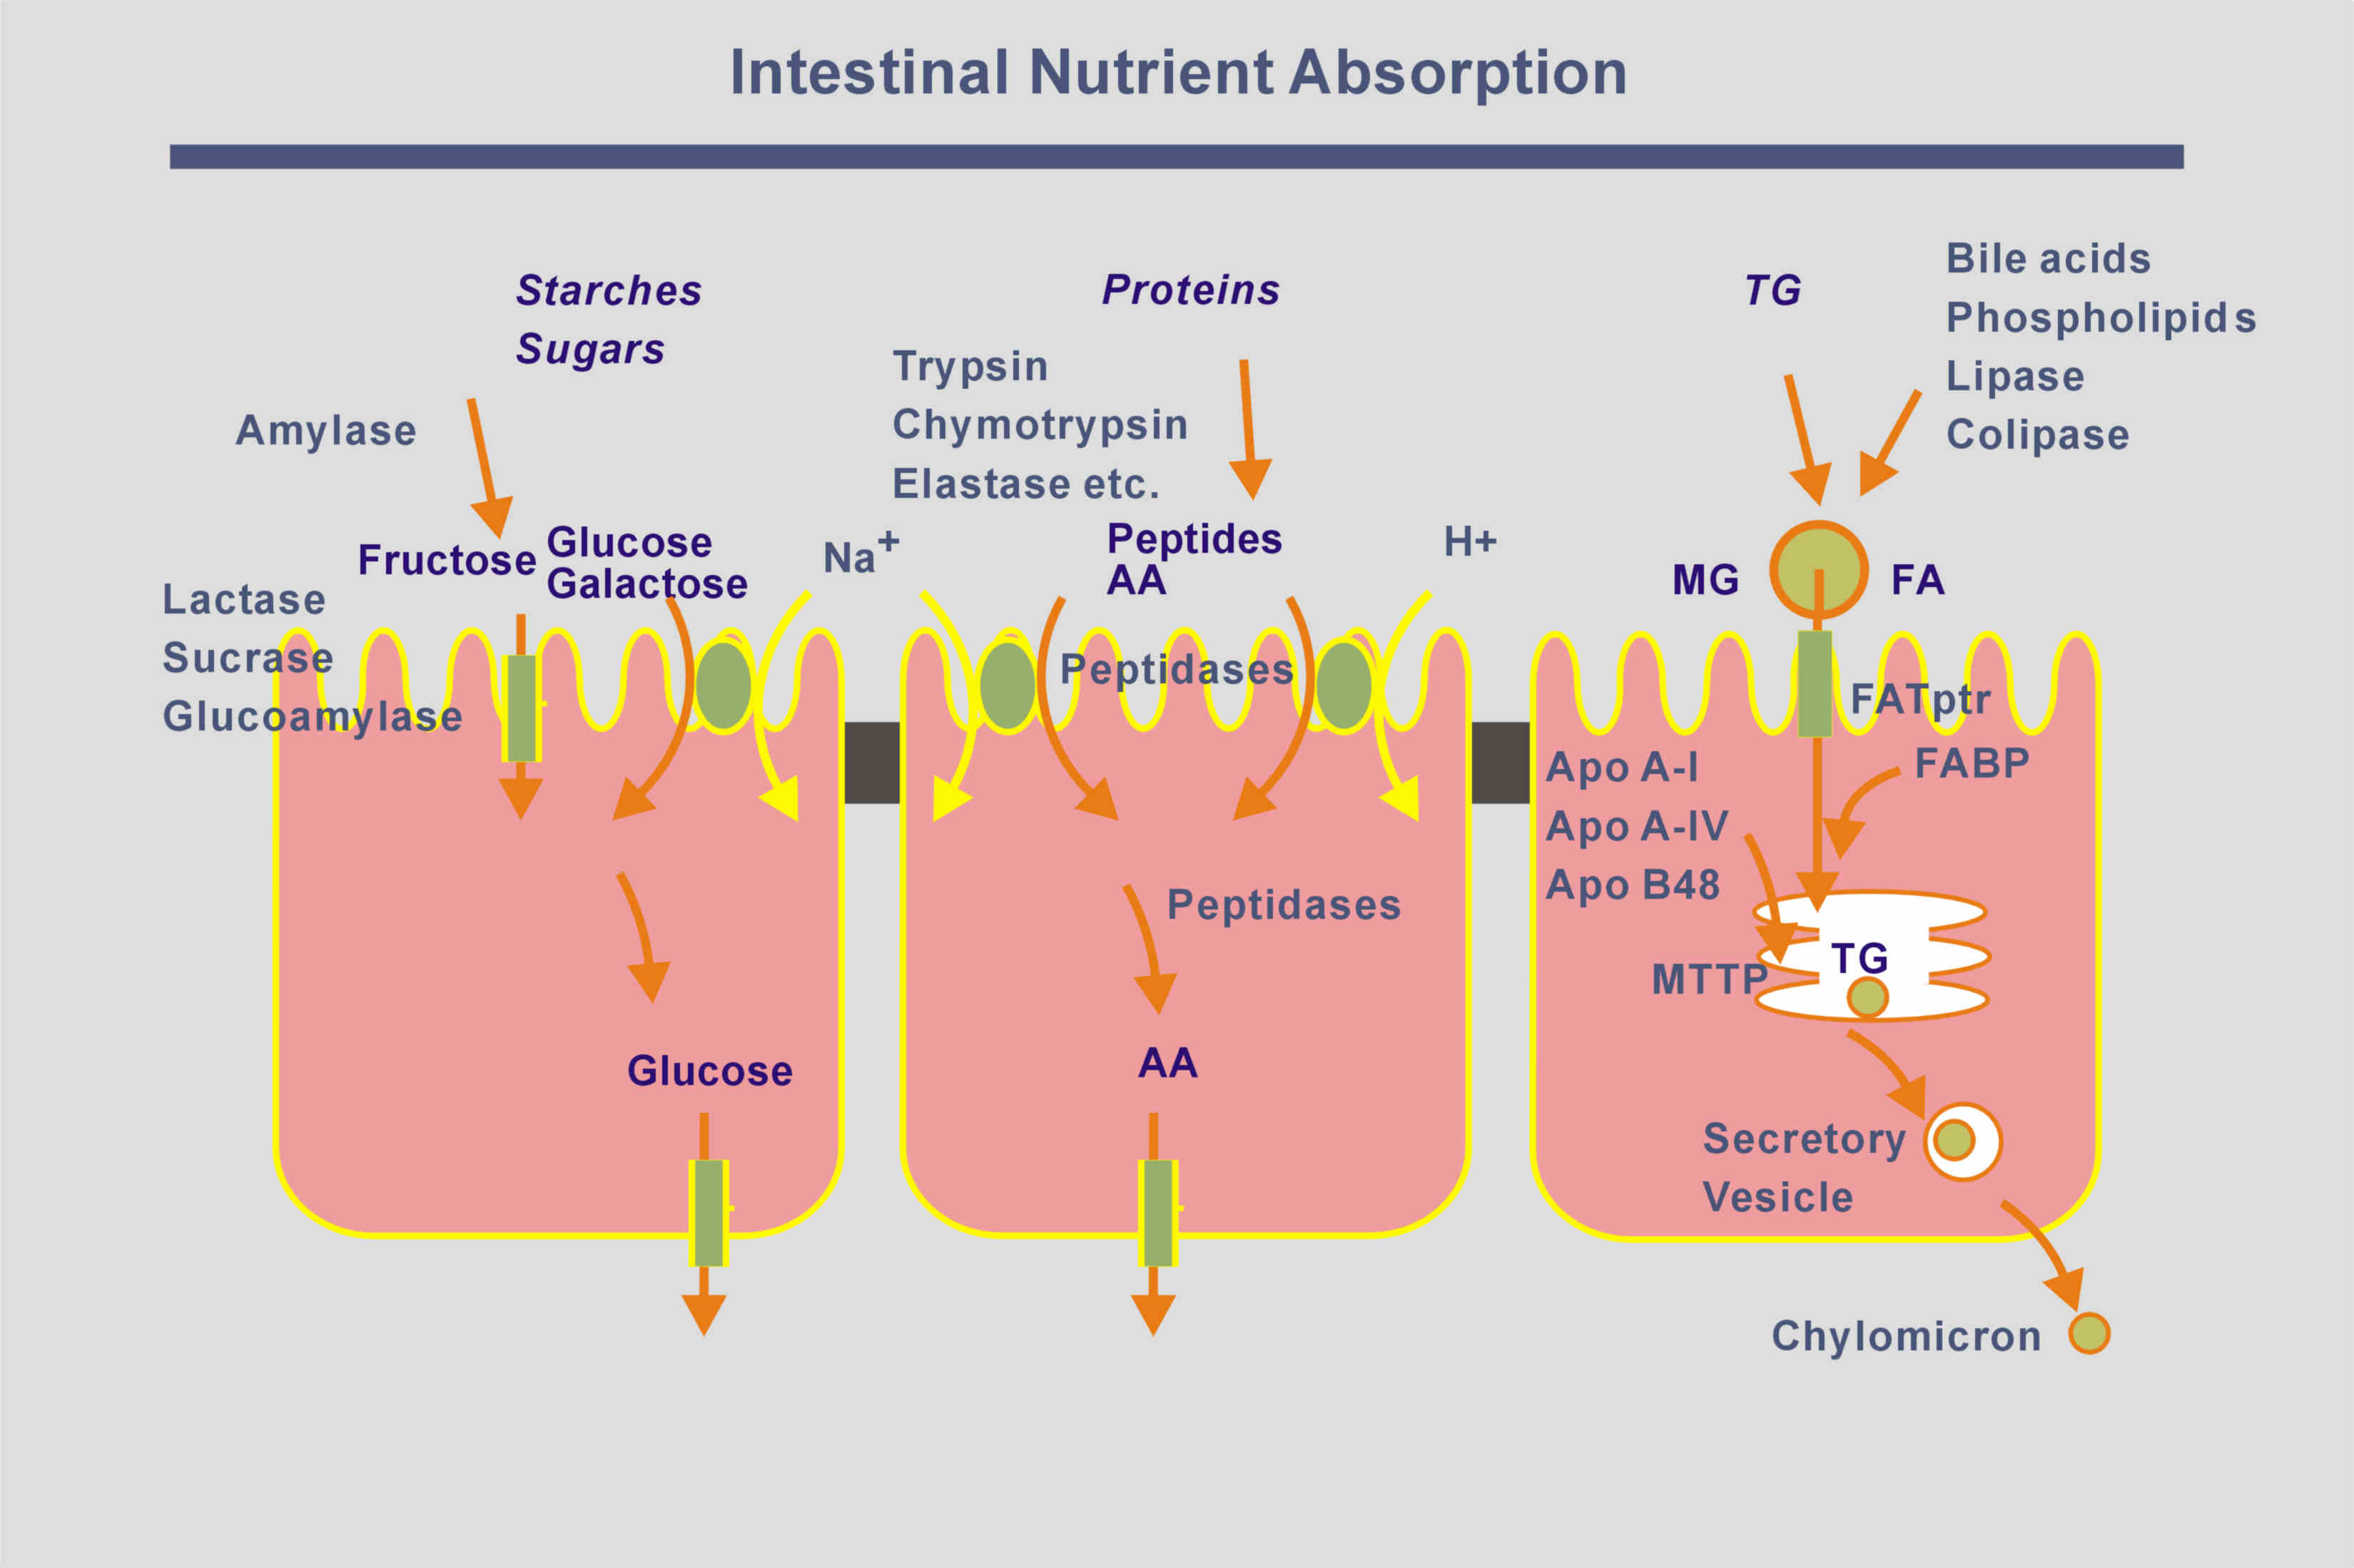 Intestinal Nutrient Absorption
Starches
Sugars
Amylase
Fructose
Glucose
Galactose
Lactase
Sucrase
Glucoamylase
Na+
Glucose
Proteins
Trypsin
Chymotrypsin
Elastase etc.
Peptides
AA
H+
Peptidases
Peptidases
AA
TG
Bile acids
Phospholipids
Lipase
Colipase
MG
FA
FATptr
FABP
Apo A-I
Apo A-IV
Apo B48
MTTP
TG
Secretory
Vesicle
Chylomicron